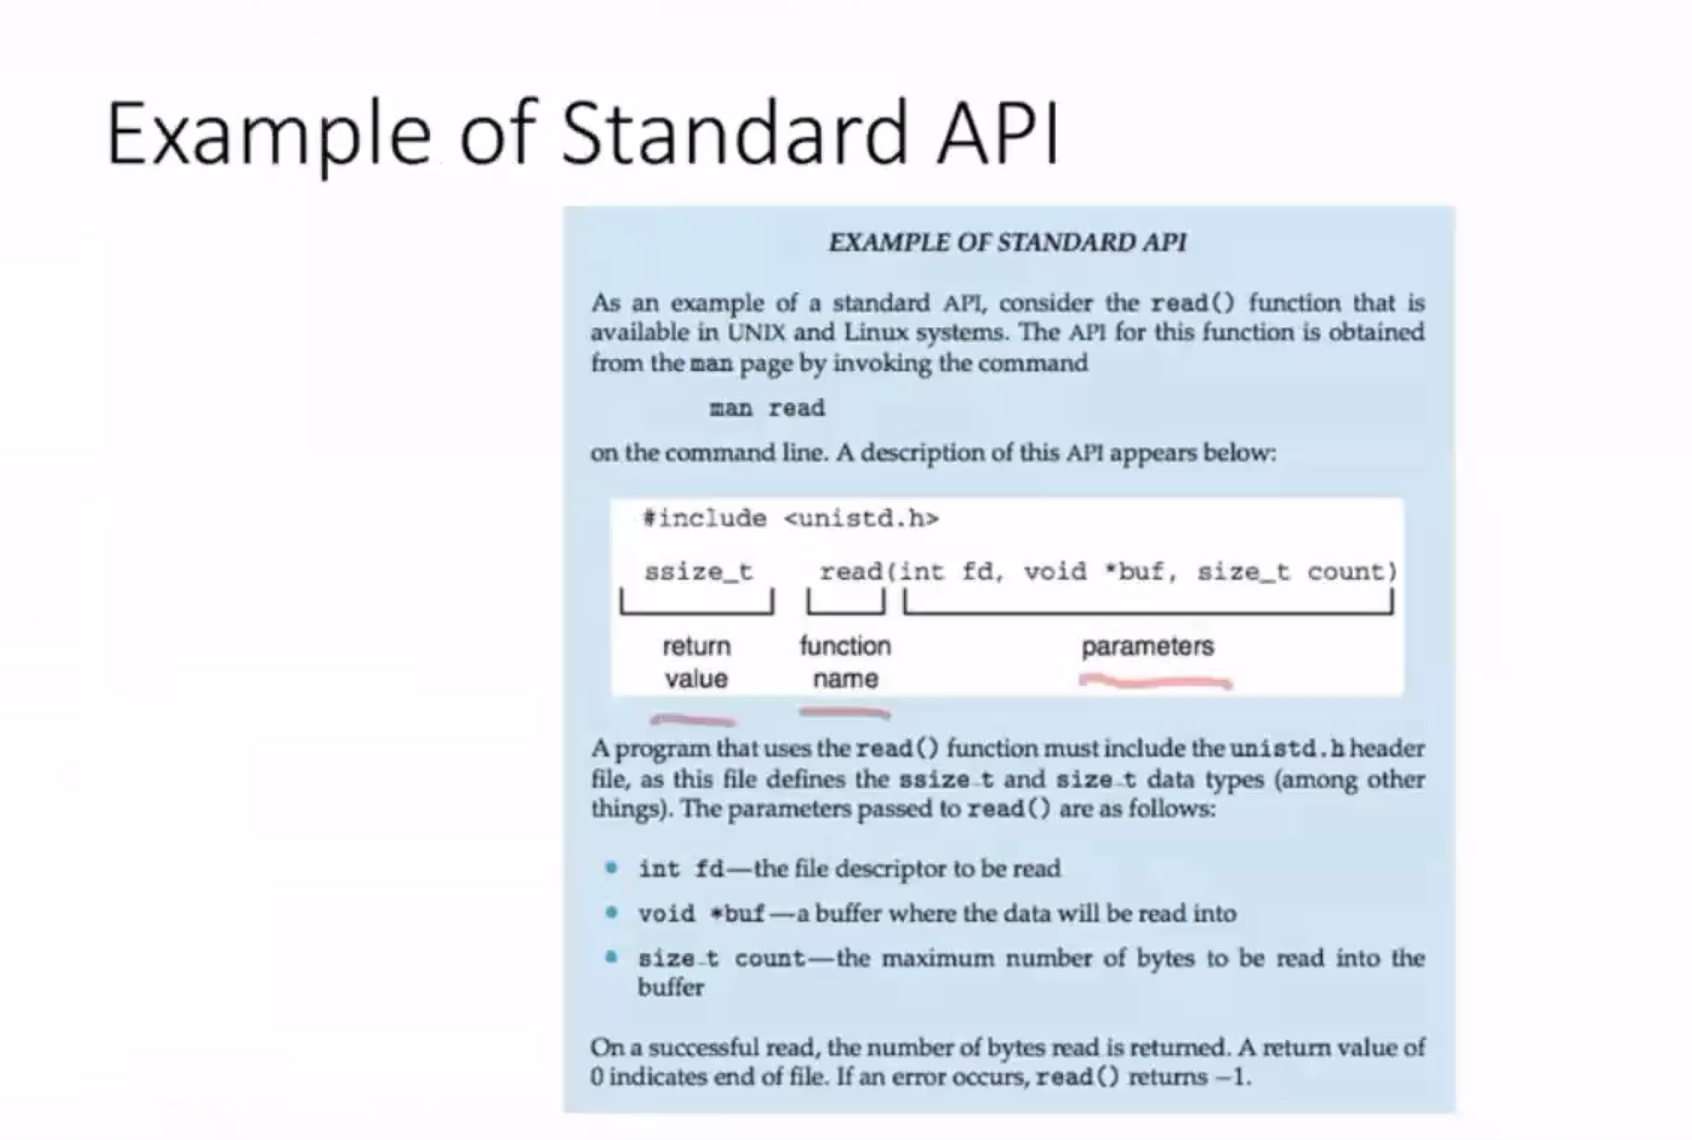 Example of Standard API
EXAMPLE OF STANDARD API
As an example of a standard API, consider the read() function that is
available in UNIX and Linux systems. The API for this function is obtained
from the man page by invoking the command
man read
on the command line. A description of this API appears below:
#include <unistd.h>
ssize_t read(int fd, void *buf, size_t count)
return function parameters
value name
A program that uses the read() function must include the unistd.h header
file, as this file defines the ssize_t and size_t data types (among other
things). The parameters passed to read() are as follows:
• int fd—the file descriptor to be read
• void *buf—a buffer where the data will be read into
• size_t count—the maximum number of bytes to be read into the
buffer
On a successful read, the number of bytes read is returned. A return value of
0 indicates end of file. If an error occurs, read() returns −1.